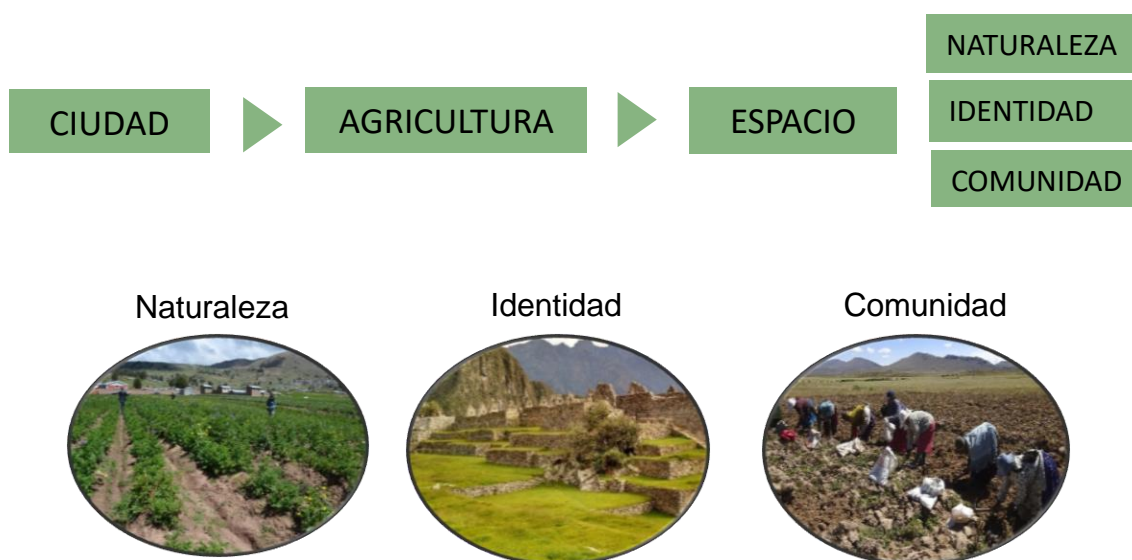 CIUDAD
AGRICULTURA
ESPACIO
NATURALEZA
IDENTIDAD
COMUNIDAD
Naturaleza
Identidad
Comunidad